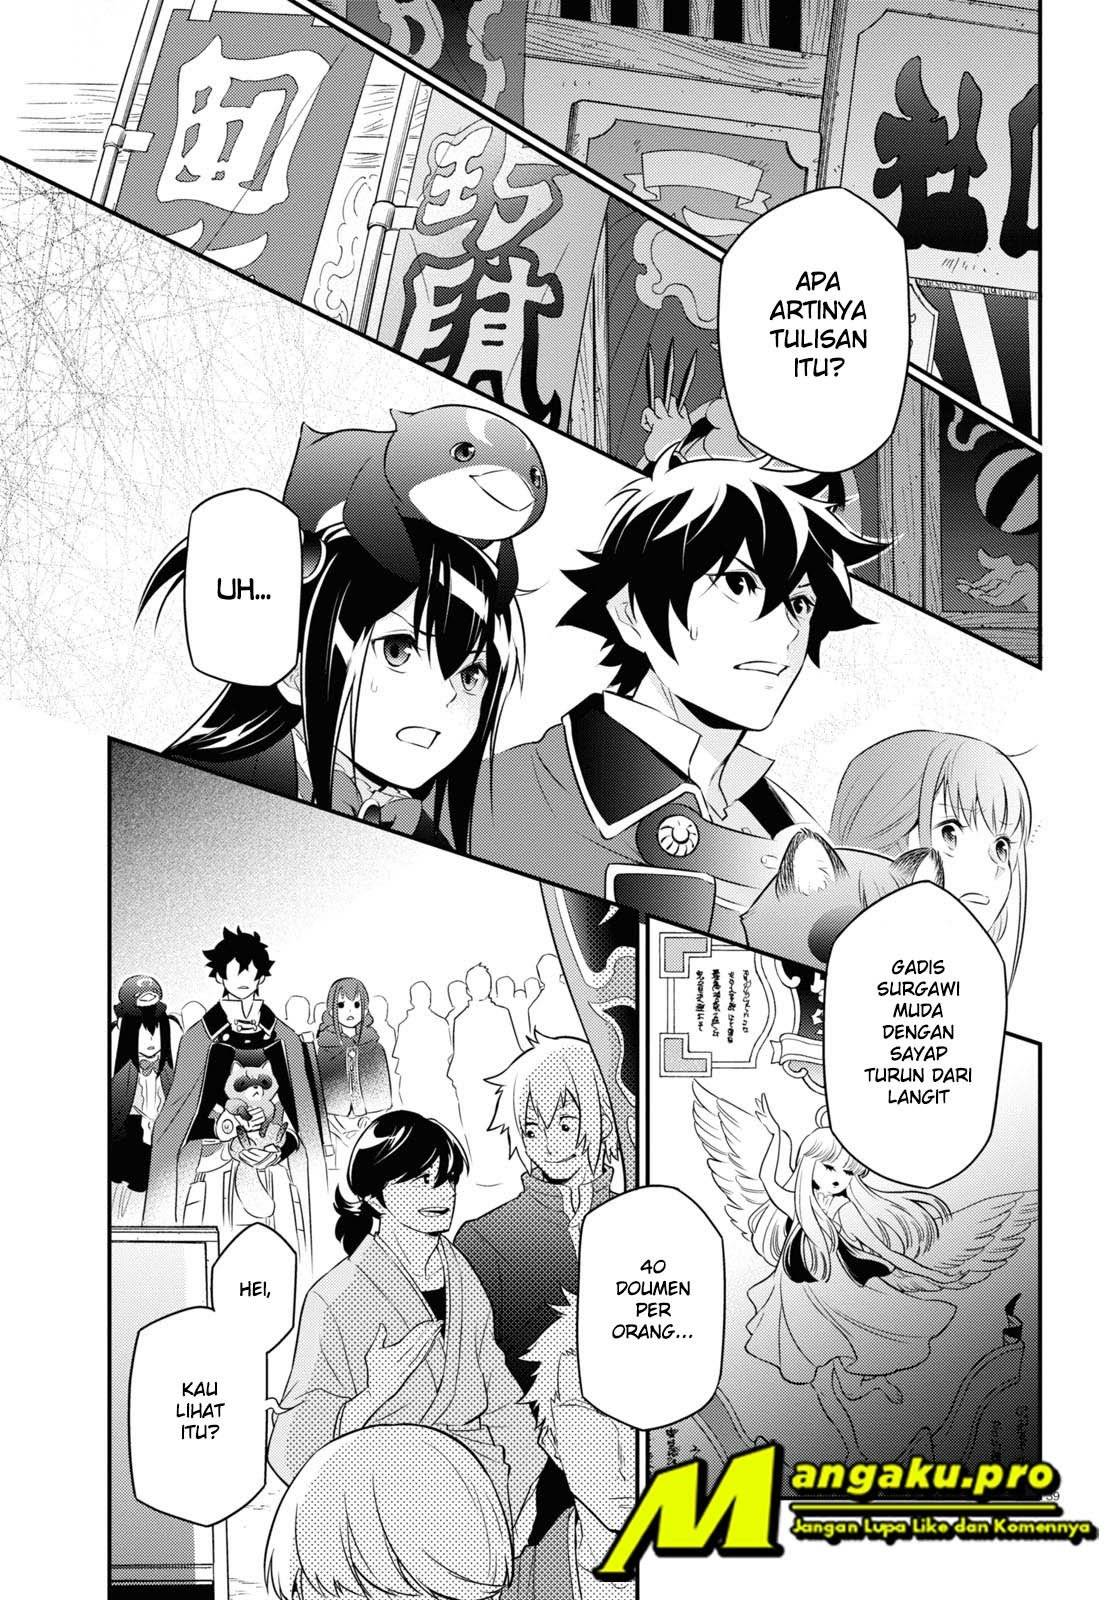 APA
ARTINYA
TULISAN
ITU?
UH...
GADIS
SURGAWI
MUDA
DENGAN
SAYAP
TURUN DARI
LANGIT
40
DOUMEN
PER
ORANG...
HEI,
KAU
LIHAT
ITU?
39
Mangaku.pro
Jangan Lupa Like dan Komennya